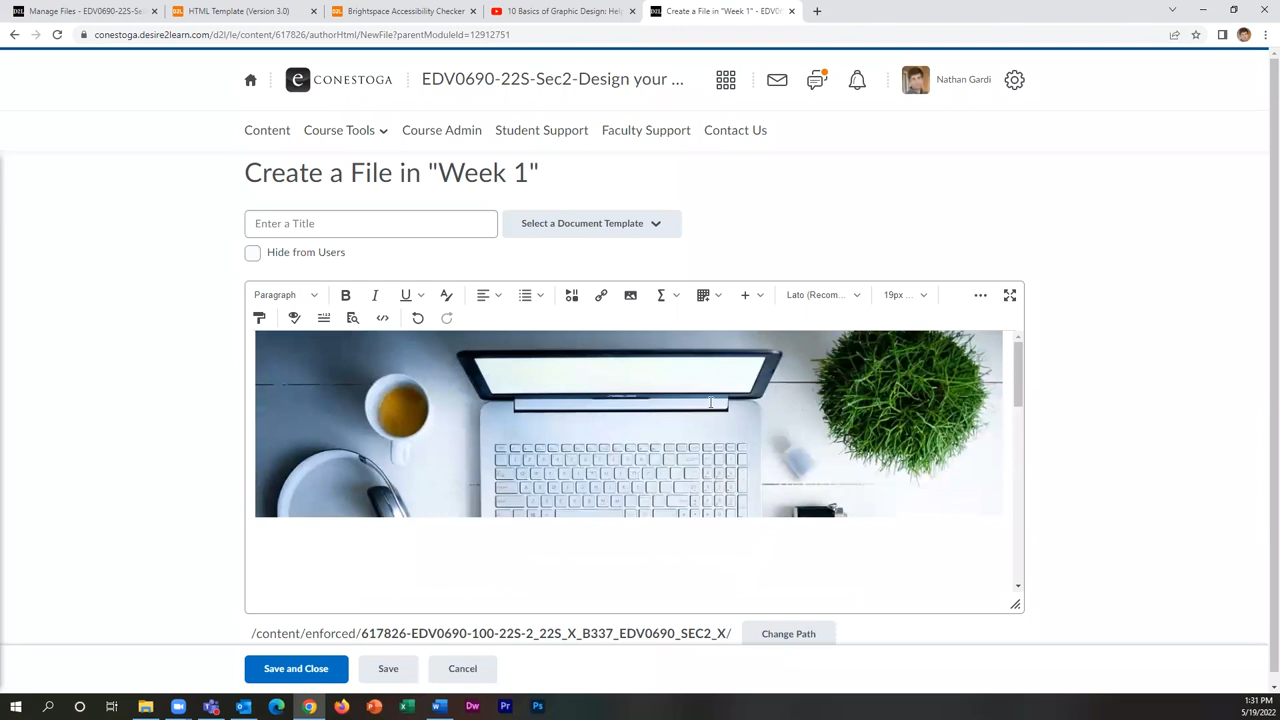 Manage Files - EDV0690-22S-Sec
HTML Template (Version 3.0)
Brightspace Accessibility Checker
10 Basics of Graphic Design: Hel
Create a File in "Week 1" - EDV0
conestoga.desire2learn.com/d2l/le/content/617826/authorHtml/NewFile?parentModuleId=12912751
CONESTOGA
EDV0690-22S-Sec2-Design your ...
Nathan Gardi
Content
Course Tools
Course Admin
Student Support
Faculty Support
Contact Us
Create a File in "Week 1"
Enter a Title
Select a Document Template
Hide from Users
Paragraph
B I U
Lato (Recom...
19px ...
/content/enforced/617826-EDV0690-100-22S-2_22S_X_B337_EDV0690_SEC2_X/
Change Path
Save and Close
Save
Cancel
1:31 PM
5/19/2022